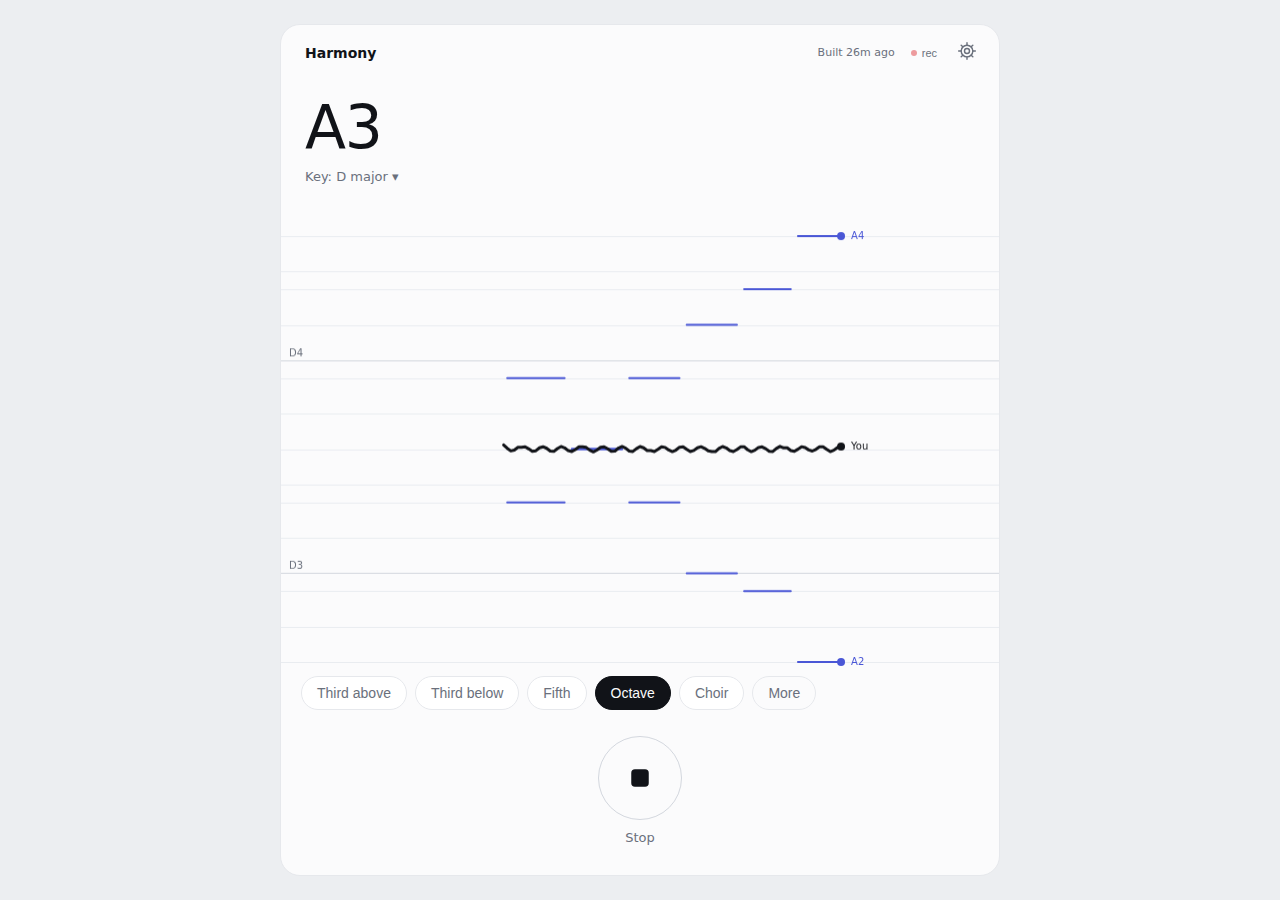 Harmony
Built 26m ago
rec
A3
Key: D major ▾
A4
D4
You
D3
A2
Third above
Third below
Fifth
Octave
Choir
More
Stop